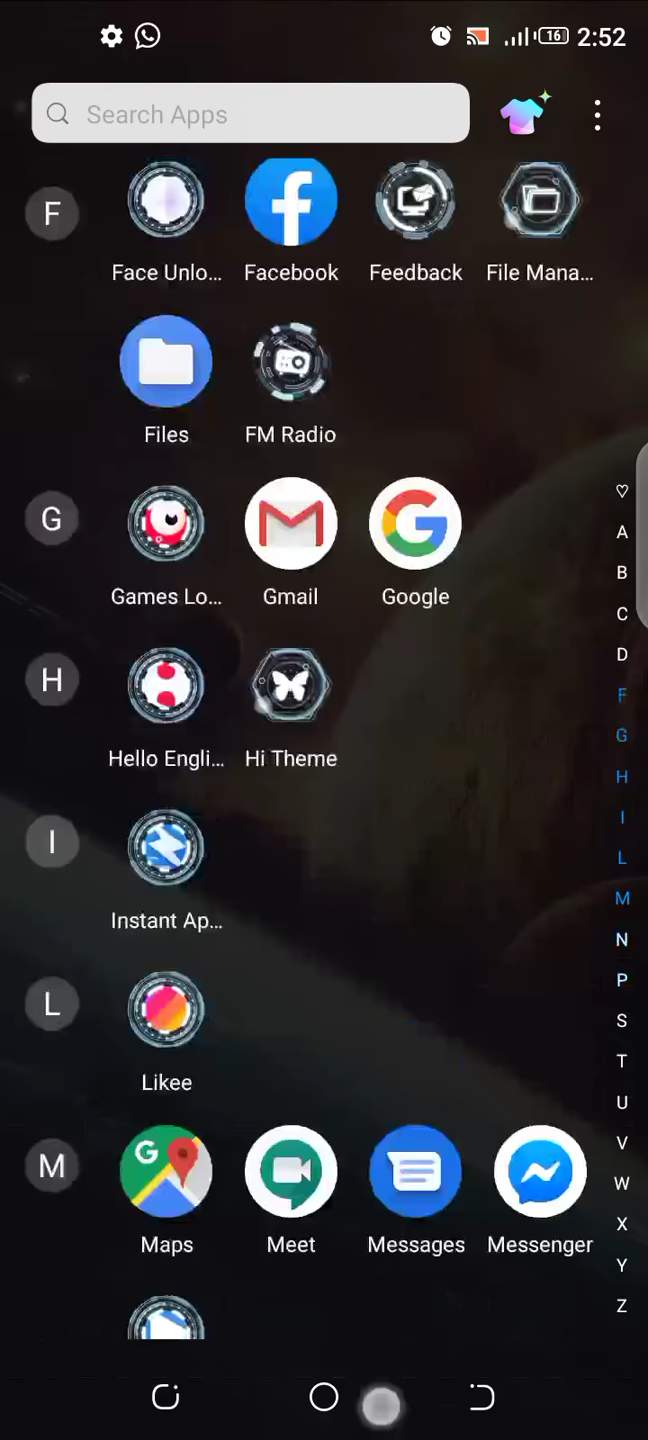 16 2:52
Search Apps
F
Face Unlo... Facebook Feedback File Mana...
Files FM Radio
♡
G
A
Games Lo... Gmail Google
B
C
H
D
F
G
Hello Engli... Hi Theme
H
I
I
L
Instant Ap...
M
N
L
P
S
Likee
T
U
M
G
V
W
Maps Meet Messages Messenger
X
Y
Z